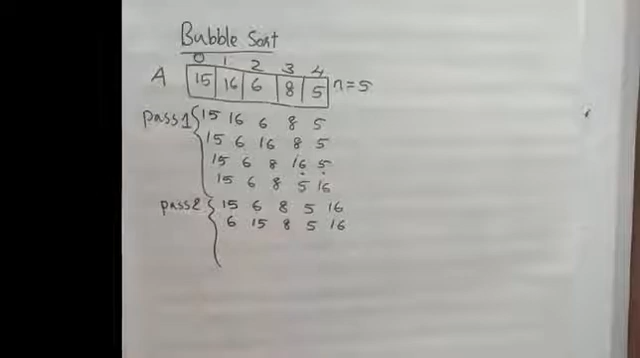 Bubble Sort
0 1 2 3 4
A 15 16 6 8 5 n=5
pass1 15 16 6 8 5
15 6 16 8 5
15 6 8 16 5
15 6 8 5 16
pass2 15 6 8 5 16
6 15 8 5 16